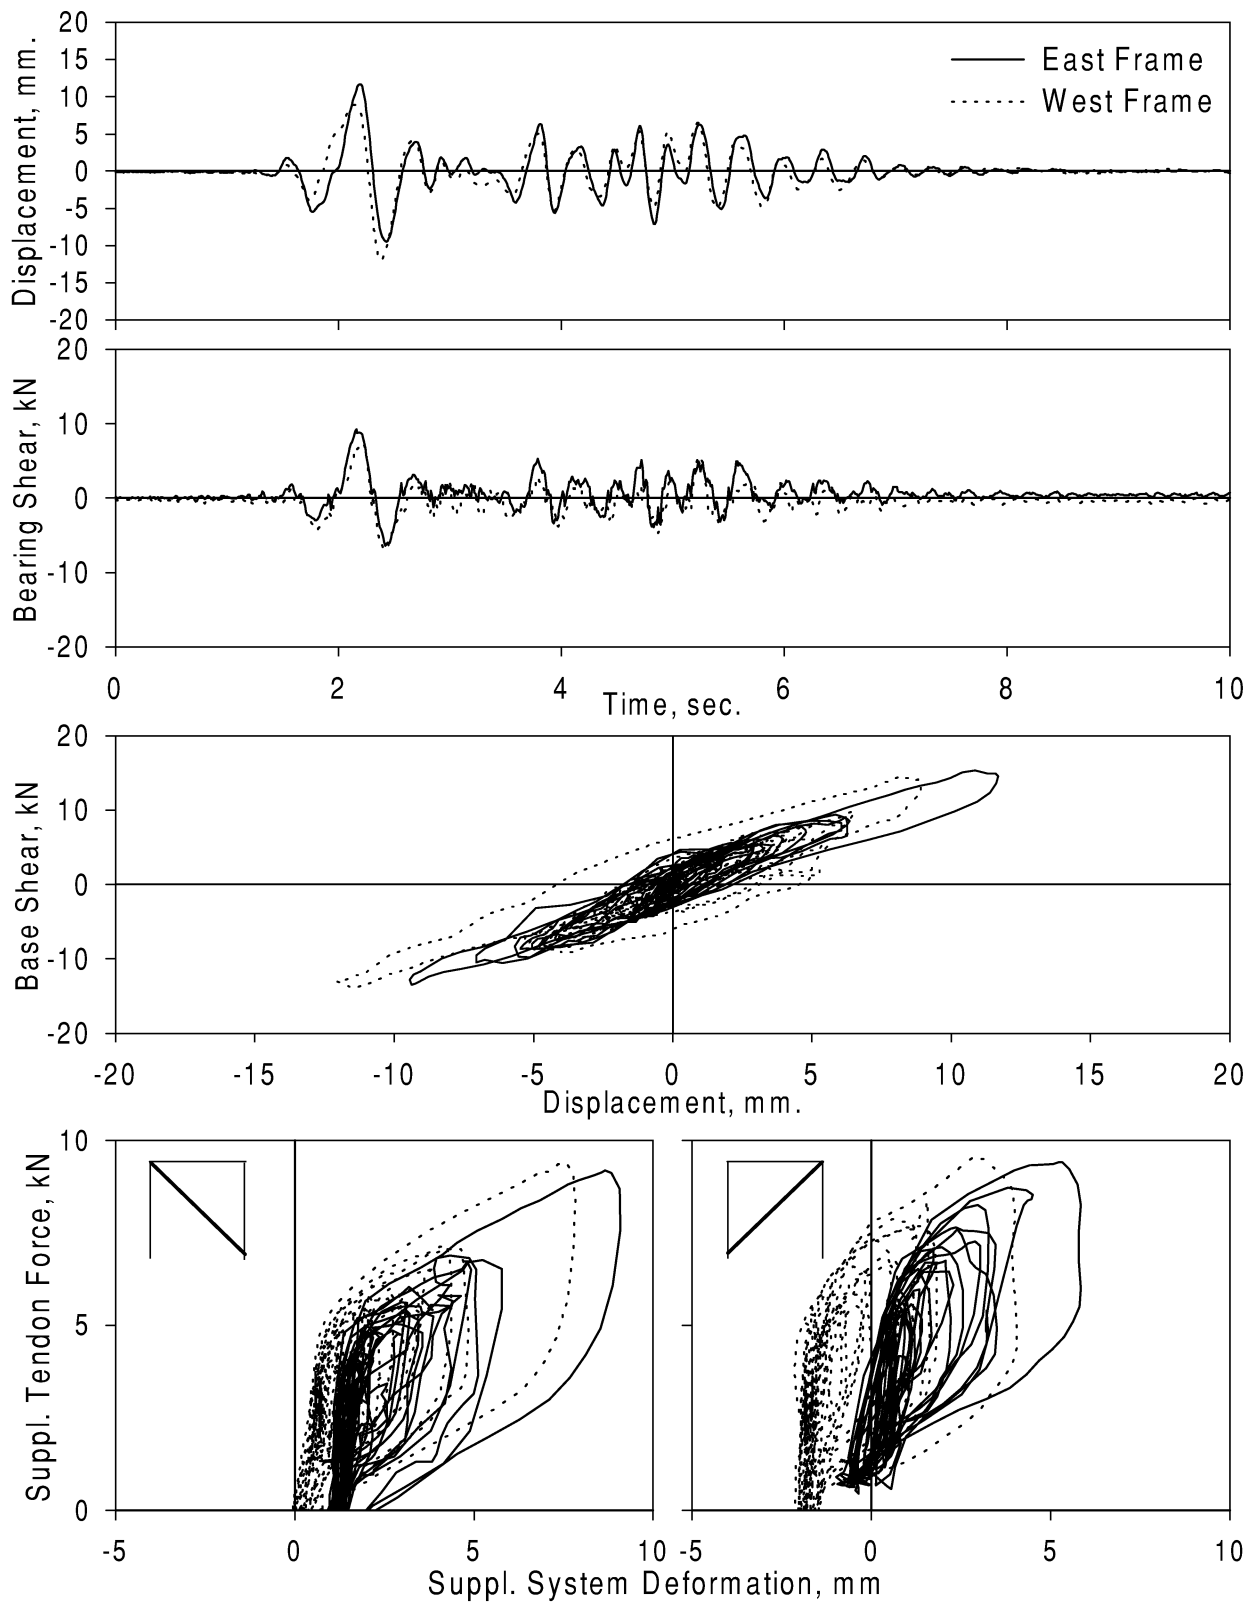 20
15
10
5
0
-5
-10
-15
-20
Displacement, mm.
East Frame
West Frame
20
10
0
-10
-20
Bearing Shear, kN
0 2 4 6 8 10
Time, sec.
20
10
0
-10
-20
Base Shear, kN
-20 -15 -10 -5 0 5 10 15 20
Displacement, mm.
10
5
0
Suppl. Tendon Force, kN
-5 0 5 10 -5 0 5 10
Suppl. System Deformation, mm